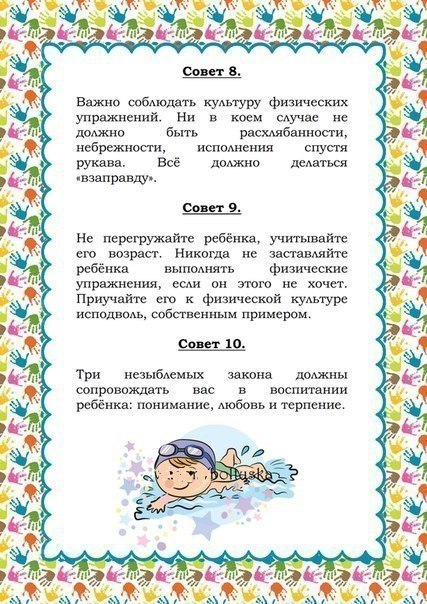 Совет 8.
Важно соблюдать культуру физических
упражнений. Ни в коем случае не
должно быть расхлябанности,
небрежности, исполнения спустя
рукава. Всё должно делаться
«взаправду».
Совет 9.
Не перегружайте ребёнка, учитывайте
его возраст. Никогда не заставляйте
ребёнка выполнять физические
упражнения, если он этого не хочет.
Приучайте его к физической культуре
исподволь, собственным примером.
Совет 10.
Три незыблемых закона должны
сопровождать вас в воспитании
ребёнка: понимание, любовь и терпение.